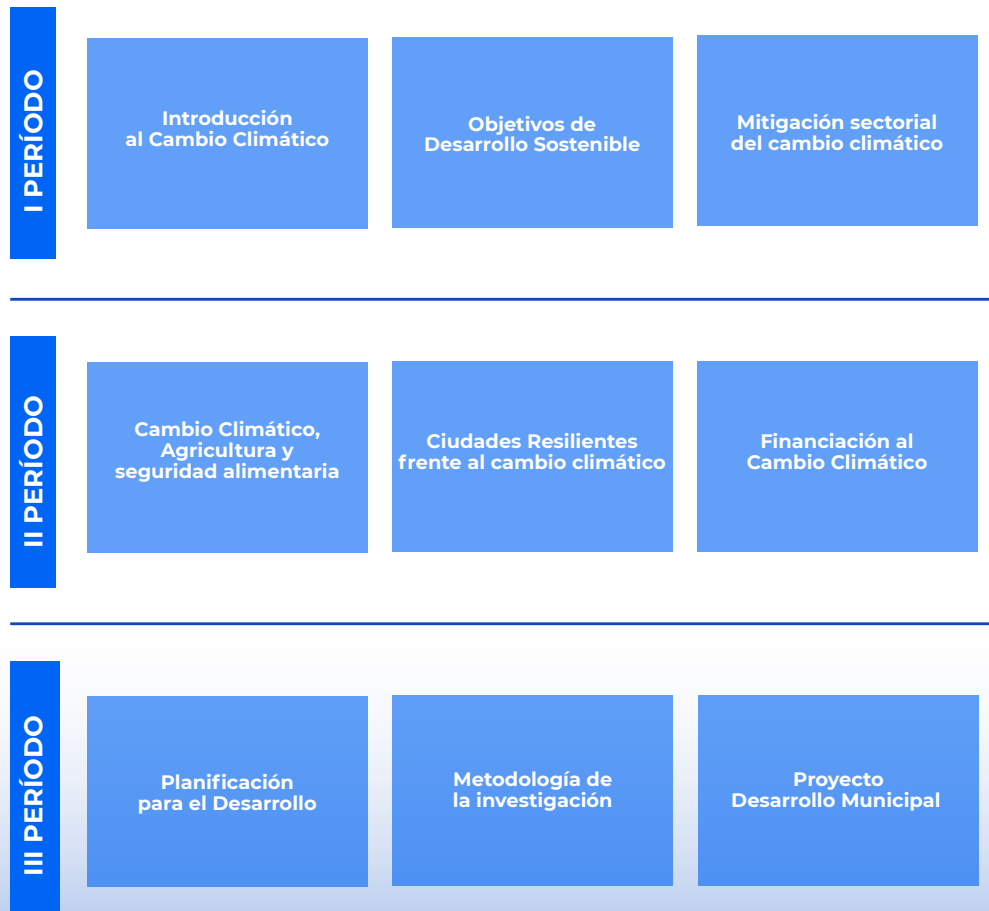 I PERÍODO
Introducción
al Cambio Climático
Objetivos de
Desarrollo Sostenible
Mitigación sectorial
del cambio climático
II PERÍODO
Cambio Climático,
Agricultura y
seguridad alimentaria
Ciudades Resilientes
frente al cambio climático
Financiación al
Cambio Climático
III PERÍODO
Planificación
para el Desarrollo
Metodología de
la investigación
Proyecto
Desarrollo Municipal